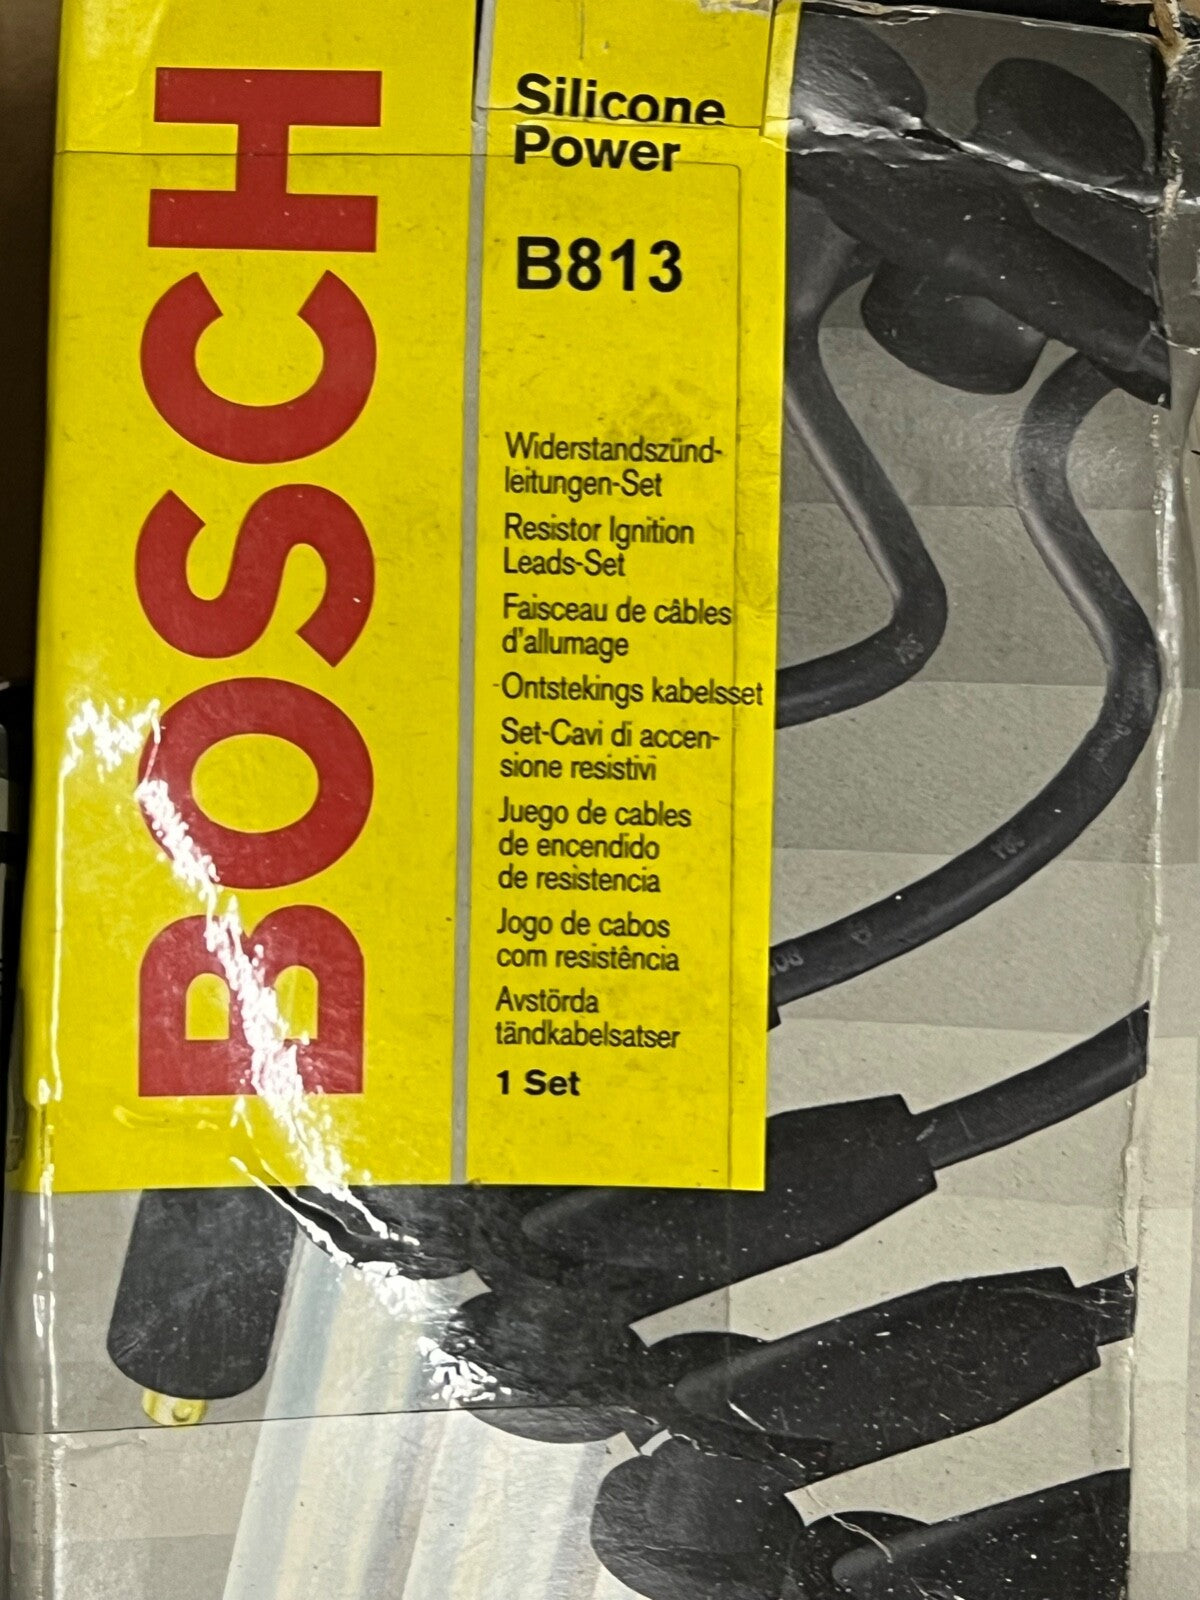 BOSCH
Silicone
Power
B813
Widerstandszünd-
leitungen-Set
Resistor Ignition
Leads-Set
Faisceau de câbles
d'allumage
Ontstekings kabelsset
Set-Cavi di accen-
sione resistivi
Juego de cables
de encendido
de resistencia
Jogo de cabos
com resistência
Avstörda
tändkabelsatser
1 Set